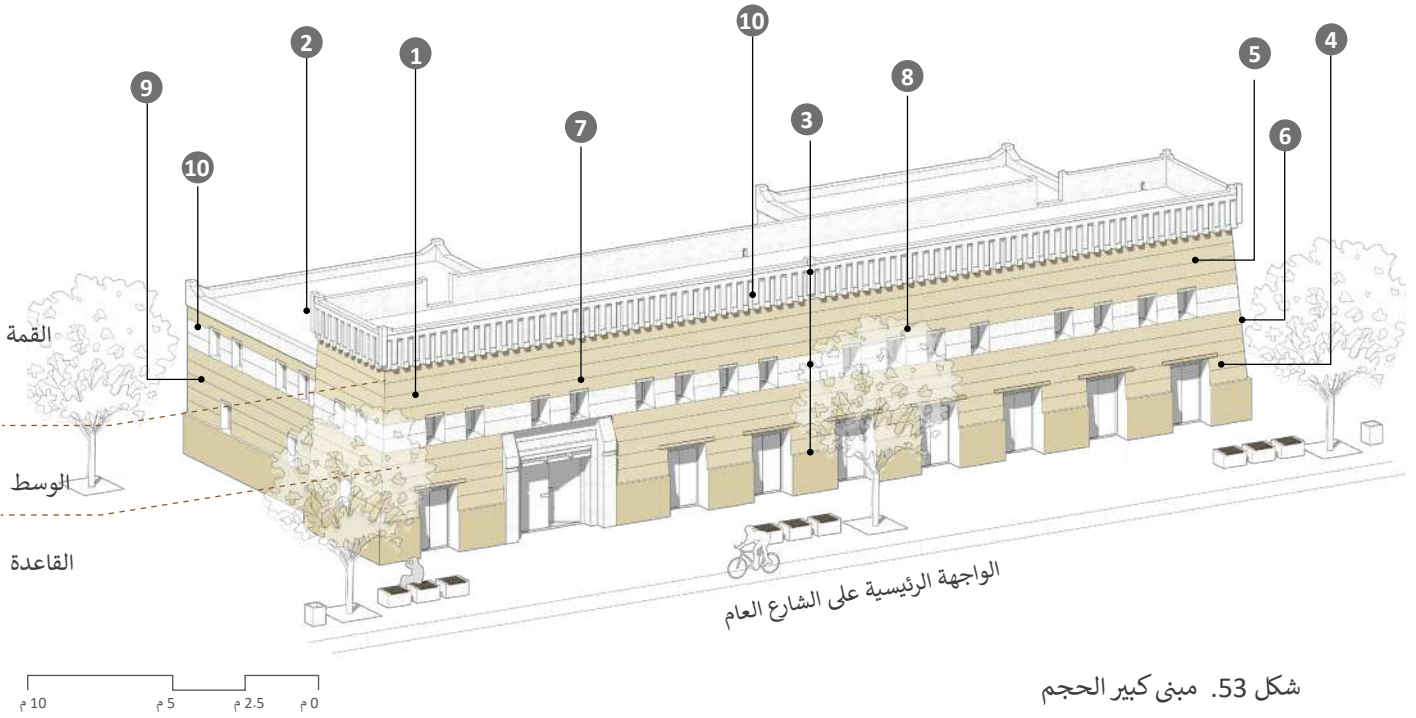 10
2
1
4
5
8
9
3
7
6
10
القمة
الوسط
القاعدة
الواجهة الرئيسية على الشارع العام
0 م
2.5 م
5 م
10 م
شكل 53. مبنى كبير الحجم